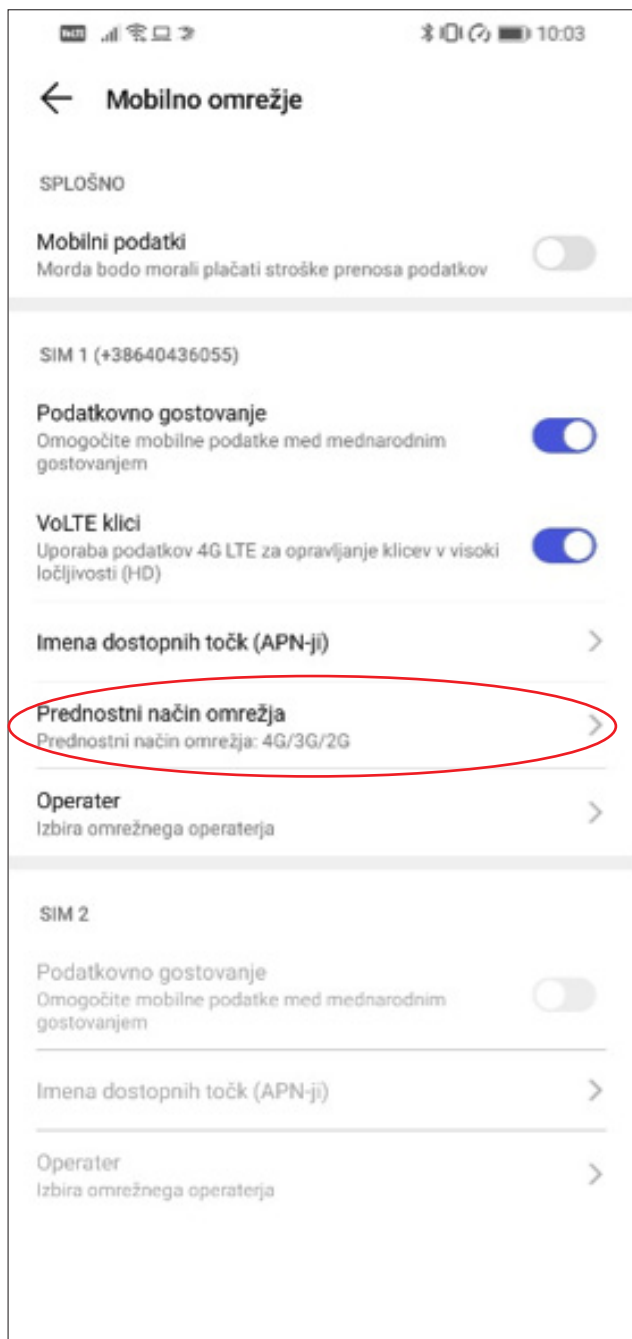 VoLTE 10:03
Mobilno omrežje
SPLOŠNO
Mobilni podatki
Morda bodo morali plačati stroške prenosa podatkov
SIM 1 (+38640436055)
Podatkovno gostovanje
Omogočite mobilne podatke med mednarodnim
gostovanjem
VoLTE klici
Uporaba podatkov 4G LTE za opravljanje klicev v visoki
ločljivosti (HD)
Imena dostopnih točk (APN-ji)
Prednostni način omrežja
Prednostni način omrežja: 4G/3G/2G
Operater
Izbira omrežnega operaterja
SIM 2
Podatkovno gostovanje
Omogočite mobilne podatke med mednarodnim
gostovanjem
Imena dostopnih točk (APN-ji)
Operater
Izbira omrežnega operaterja